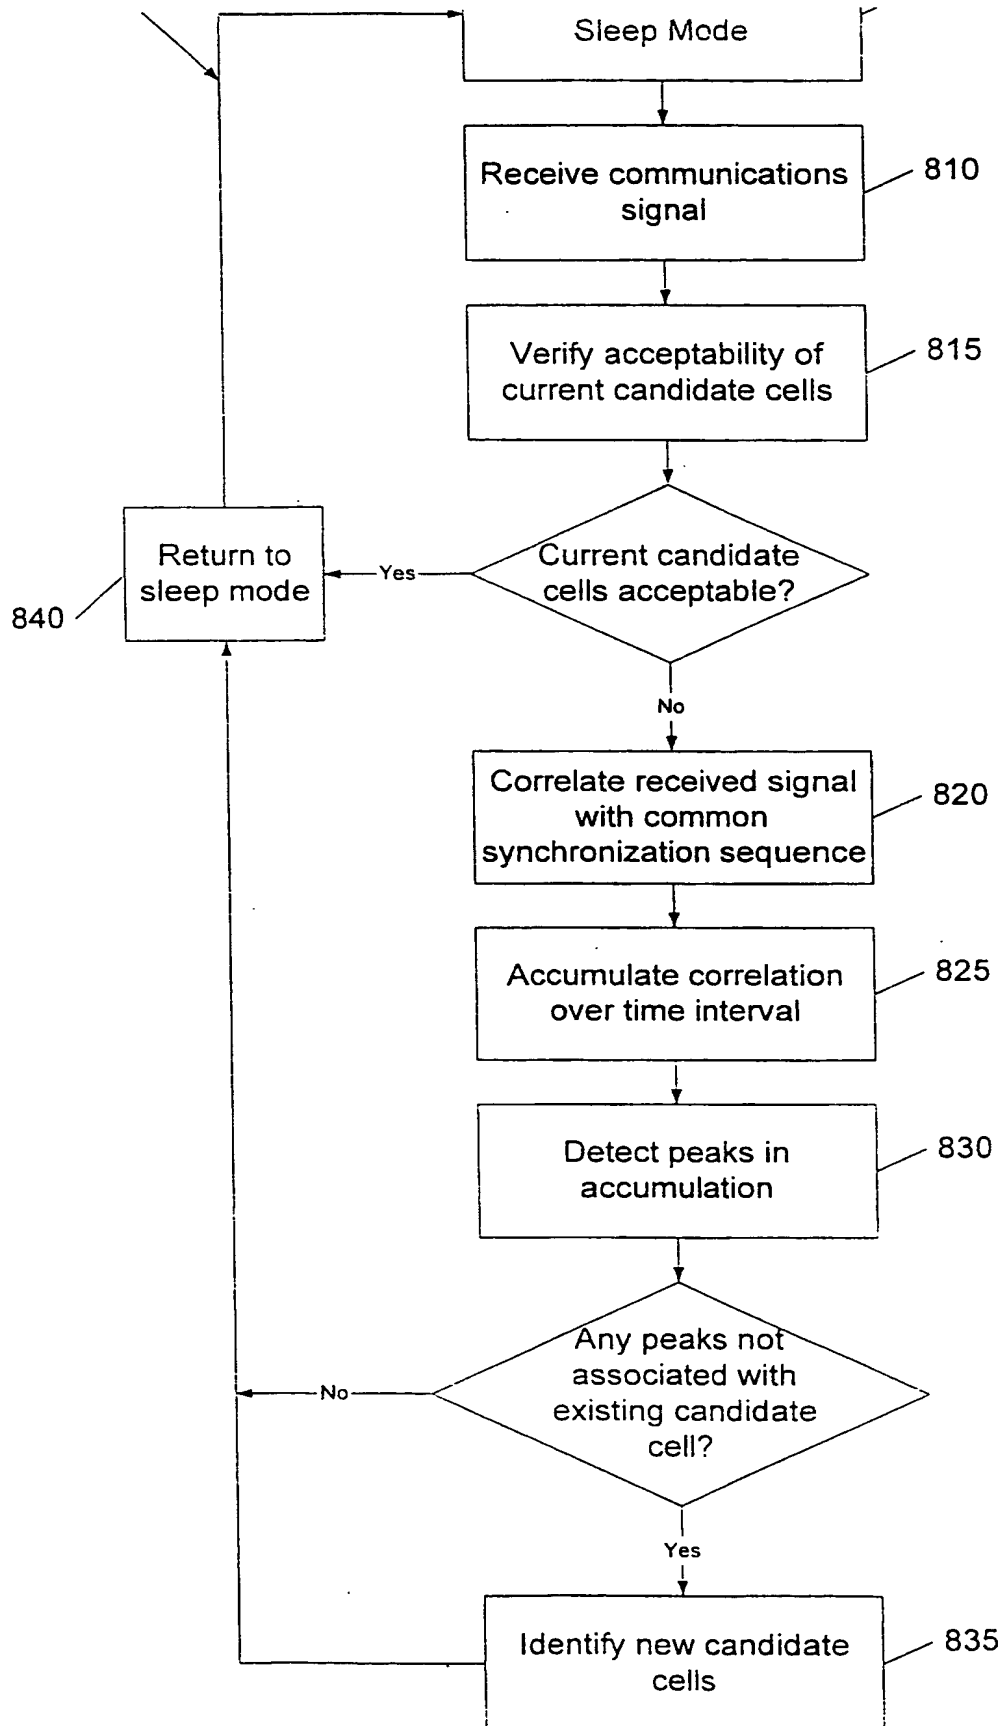 Sleep Mode
Receive communications
signal
810
Verify acceptability of
current candidate cells
815
Current candidate
cells acceptable?
Yes
Return to
sleep mode
840
No
Correlate received signal
with common
synchronization sequence
820
Accumulate correlation
over time interval
825
Detect peaks in
accumulation
830
Any peaks not
associated with
existing candidate
cell?
No
Yes
Identify new candidate
cells
835